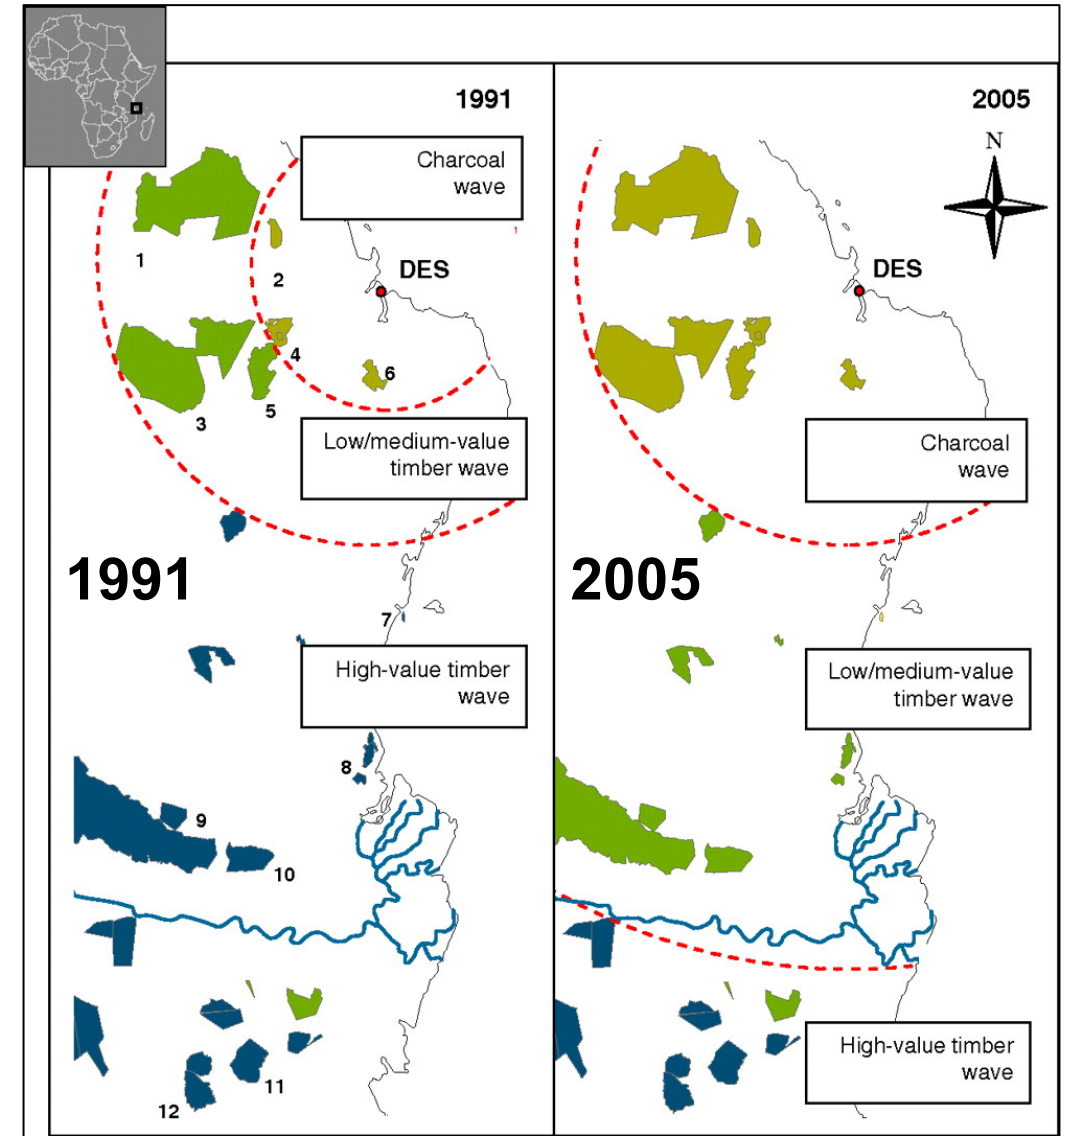 1991
Charcoal
wave
1
2
DES
4
6
3
5
Low/medium-value
timber wave
1991
7
High-value timber
wave
8
9
10
11
12
2005
N
DES
Charcoal
wave
2005
Low/medium-value
timber wave
High-value timber
wave